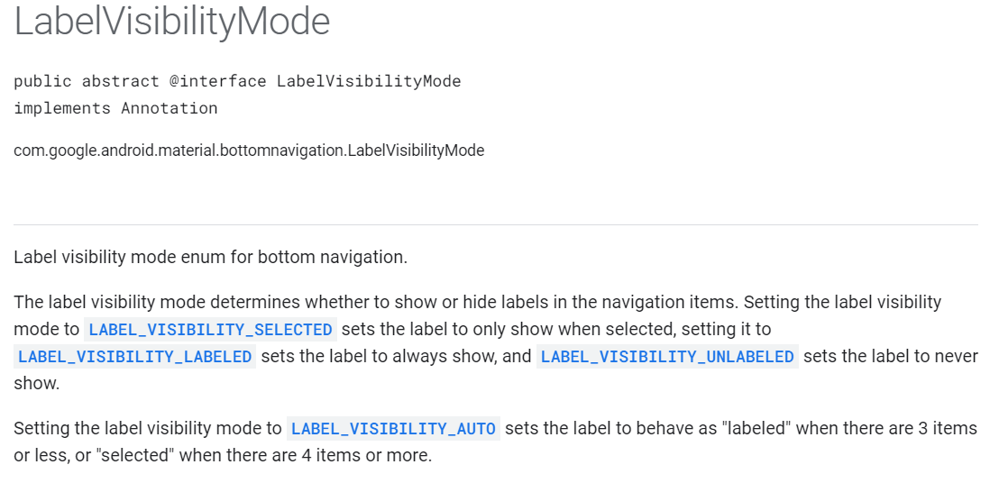 LabelVisibilityMode
public abstract @interface LabelVisibilityMode
implements Annotation
com.google.android.material.bottomnavigation.LabelVisibilityMode
Label visibility mode enum for bottom navigation.
The label visibility mode determines whether to show or hide labels in the navigation items. Setting the label visibility
mode to LABEL_VISIBILITY_SELECTED sets the label to only show when selected, setting it to
LABEL_VISIBILITY_LABELED sets the label to always show, and LABEL_VISIBILITY_UNLABELED sets the label to never
show.
Setting the label visibility mode to LABEL_VISIBILITY_AUTO sets the label to behave as "labeled" when there are 3 items
or less, or "selected" when there are 4 items or more.